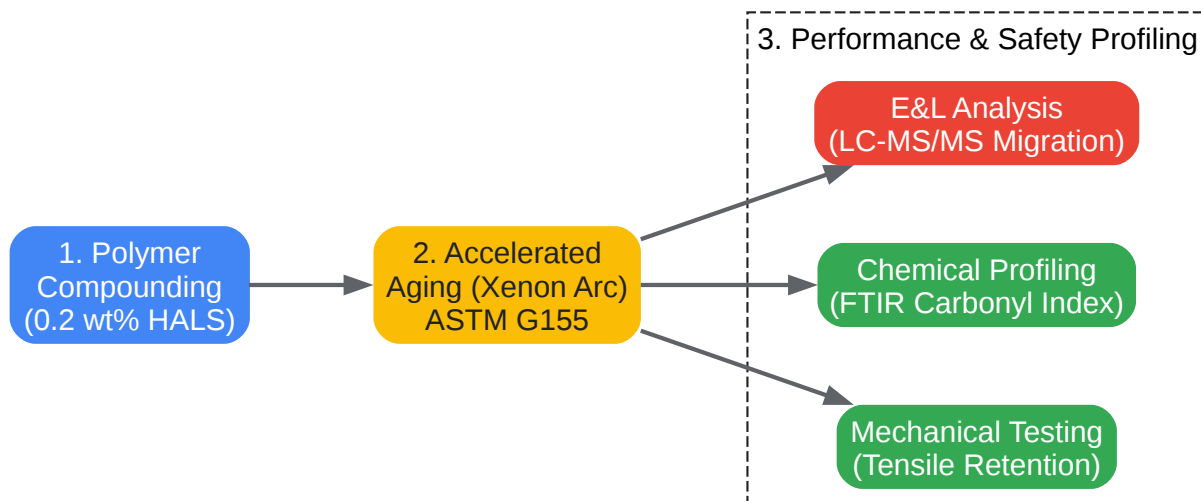 3. Performance & Safety Profiling
E&L Analysis
(LC-MS/MS Migration)
1. Polymer
Compounding
(0.2 wt% HALS)
2. Accelerated
Aging (Xenon Arc)
ASTM G155
Chemical Profiling
(FTIR Carbonyl Index)
Mechanical Testing
(Tensile Retention)